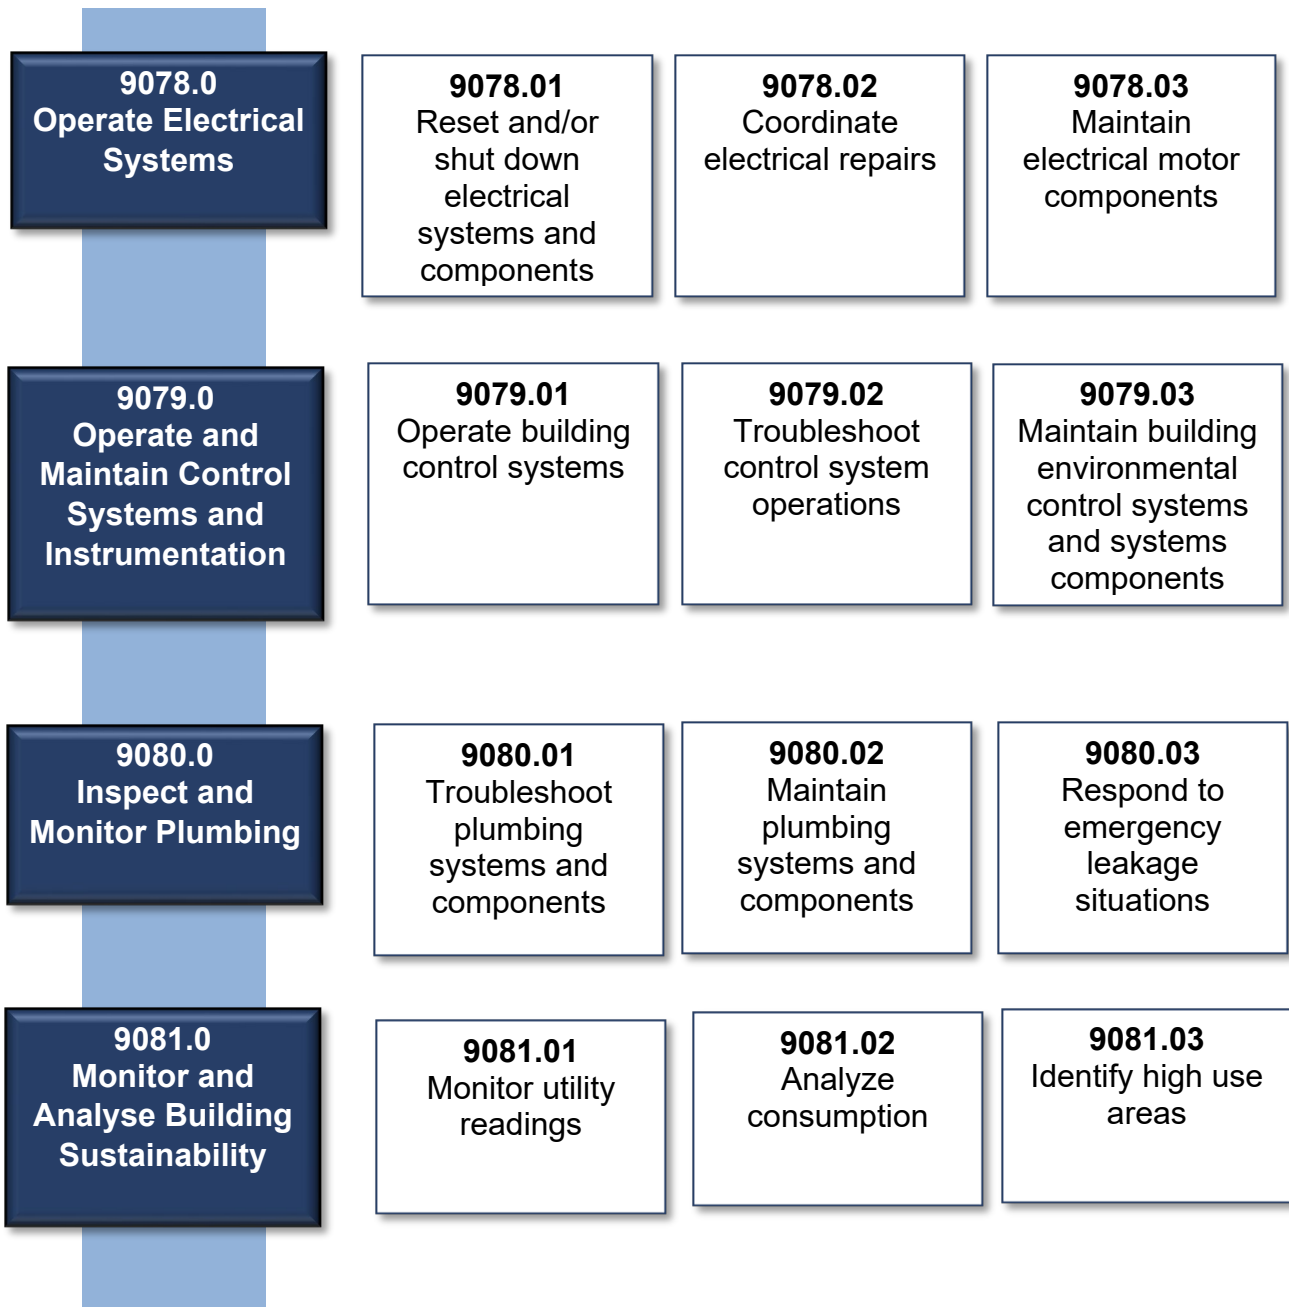 9078.0
Operate Electrical
Systems
9078.01
Reset and/or
shut down
electrical
systems and
components
9078.02
Coordinate
electrical repairs
9078.03
Maintain
electrical motor
components
9079.0
Operate and
Maintain Control
Systems and
Instrumentation
9079.01
Operate building
control systems
9079.02
Troubleshoot
control system
operations
9079.03
Maintain building
environmental
control systems
and systems
components
9080.0
Inspect and
Monitor Plumbing
9080.01
Troubleshoot
plumbing
systems and
components
9080.02
Maintain
plumbing
systems and
components
9080.03
Respond to
emergency
leakage
situations
9081.0
Monitor and
Analyse Building
Sustainability
9081.01
Monitor utility
readings
9081.02
Analyze
consumption
9081.03
Identify high use
areas